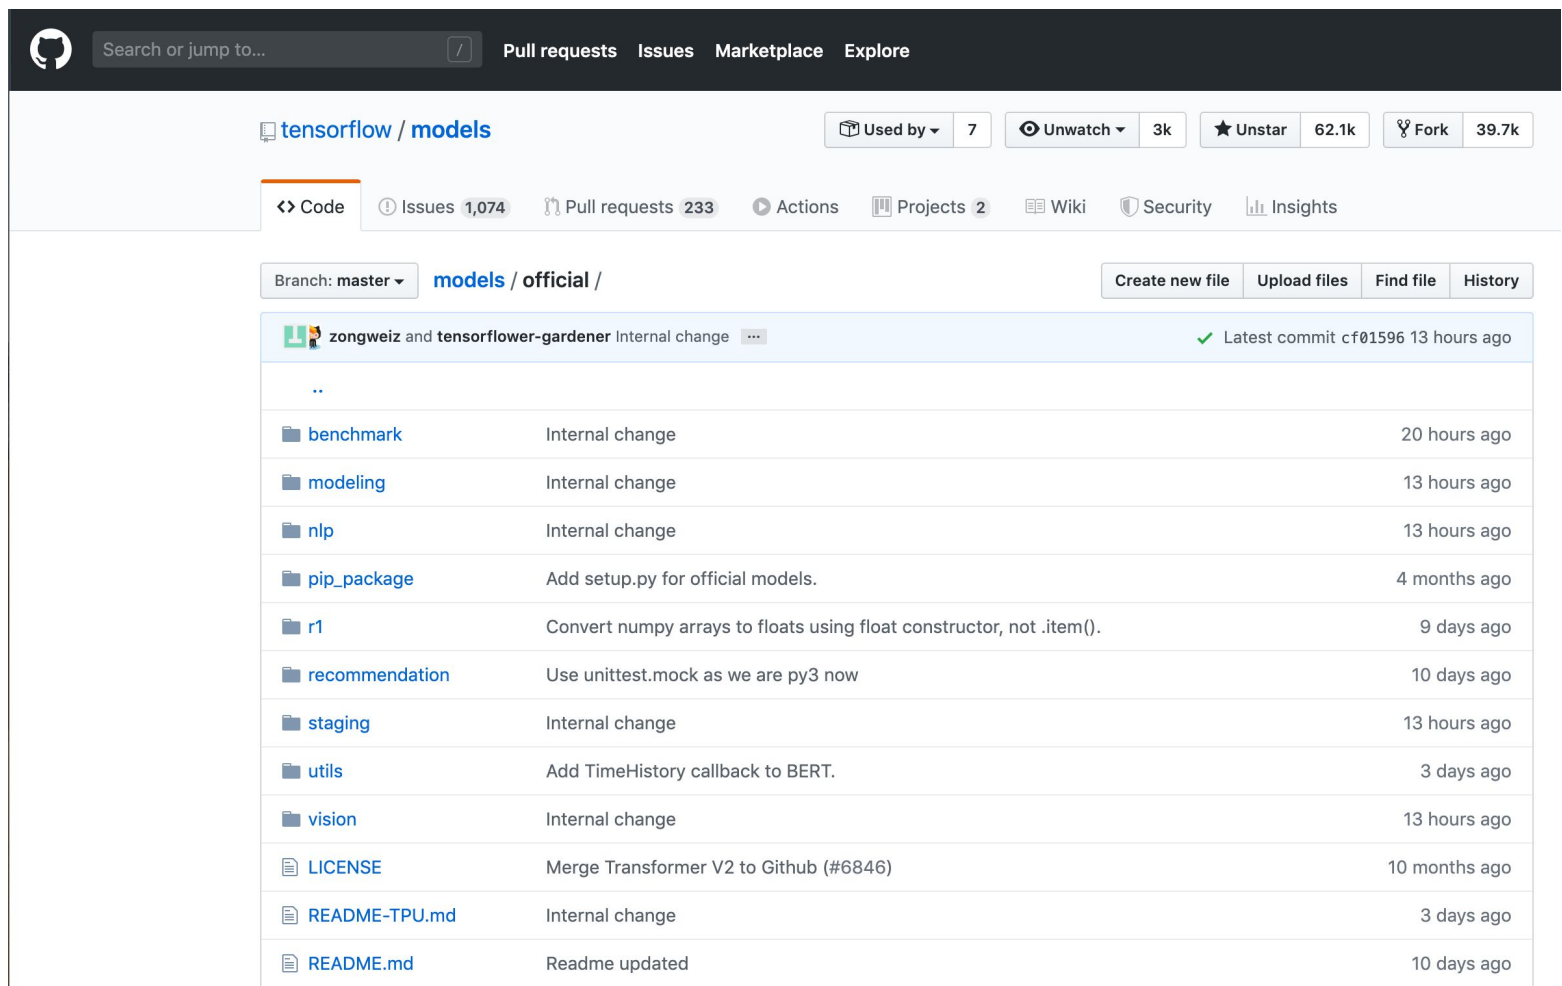 Search or jump to... / Pull requests Issues Marketplace Explore
tensorflow / models Used by 7 Unwatch 3k Unstar 62.1k Fork 39.7k
Code Issues 1,074 Pull requests 233 Actions Projects 2 Wiki Security Insights
Branch: master models / official / Create new file Upload files Find file History
zongweiz and tensorflower-gardener Internal change ... Latest commit cf01596 13 hours ago
..
benchmark Internal change 20 hours ago
modeling Internal change 13 hours ago
nlp Internal change 13 hours ago
pip_package Add setup.py for official models. 4 months ago
r1 Convert numpy arrays to floats using float constructor, not .item(). 9 days ago
recommendation Use unittest.mock as we are py3 now 10 days ago
staging Internal change 13 hours ago
utils Add TimeHistory callback to BERT. 3 days ago
vision Internal change 13 hours ago
LICENSE Merge Transformer V2 to Github (#6846) 10 months ago
README-TPU.md Internal change 3 days ago
README.md Readme updated 10 days ago